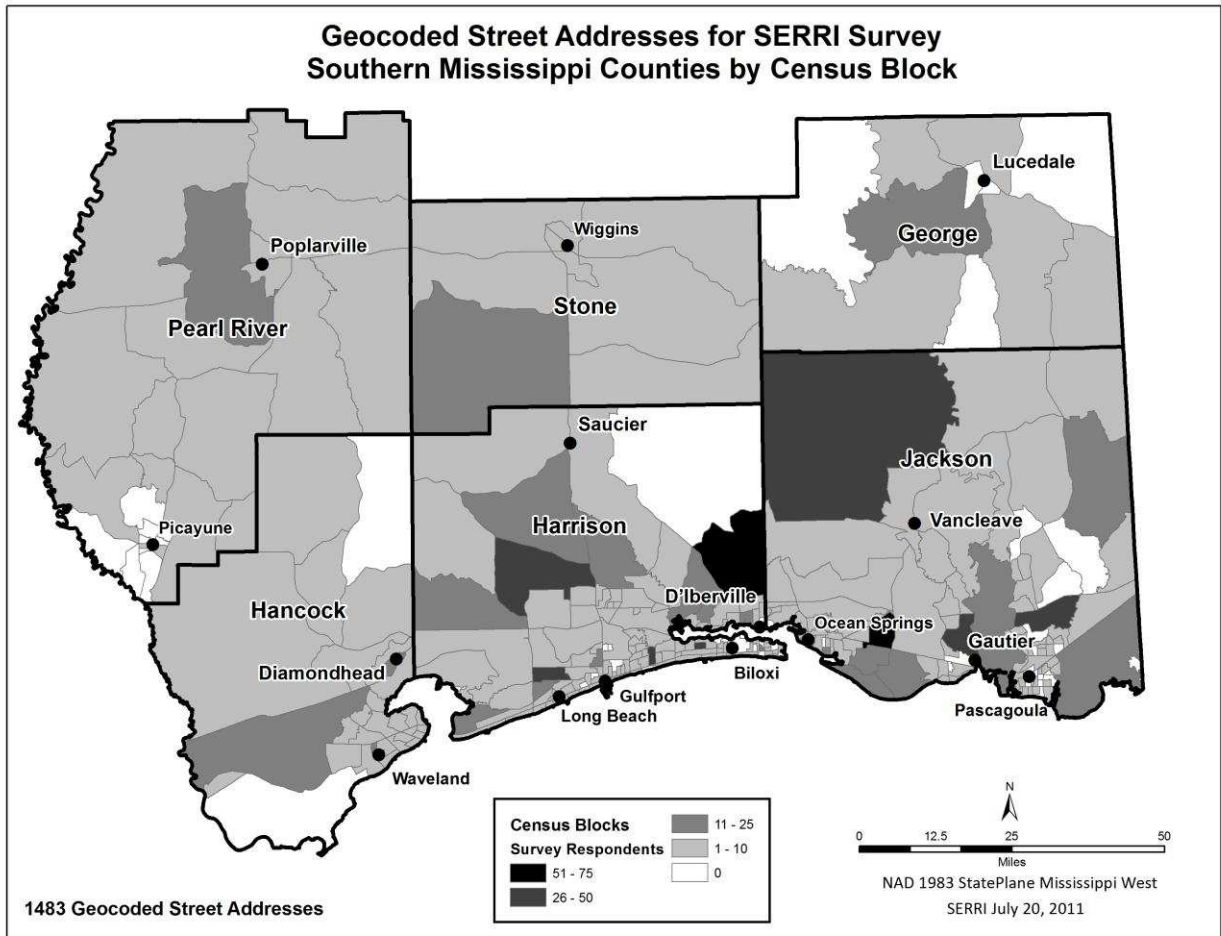 Geocoded Street Addresses for SERRI Survey
Southern Mississippi Counties by Census Block
Lucedale
Wiggins
George
Poplarville
Stone
Pearl River
Saucier
Jackson
Picayune
Harrison
Vancleave
D'Iberville
Hancock
Ocean Springs
Gautier
Diamondhead
Biloxi
Gulfport
Long Beach
Pascagoula
Waveland
Census Blocks
Survey Respondents
51 - 75
26 - 50
11 - 25
1 - 10
0
N
0 12.5 25 50
Miles
NAD 1983 StatePlane Mississippi West
SERRI July 20, 2011
1483 Geocoded Street Addresses